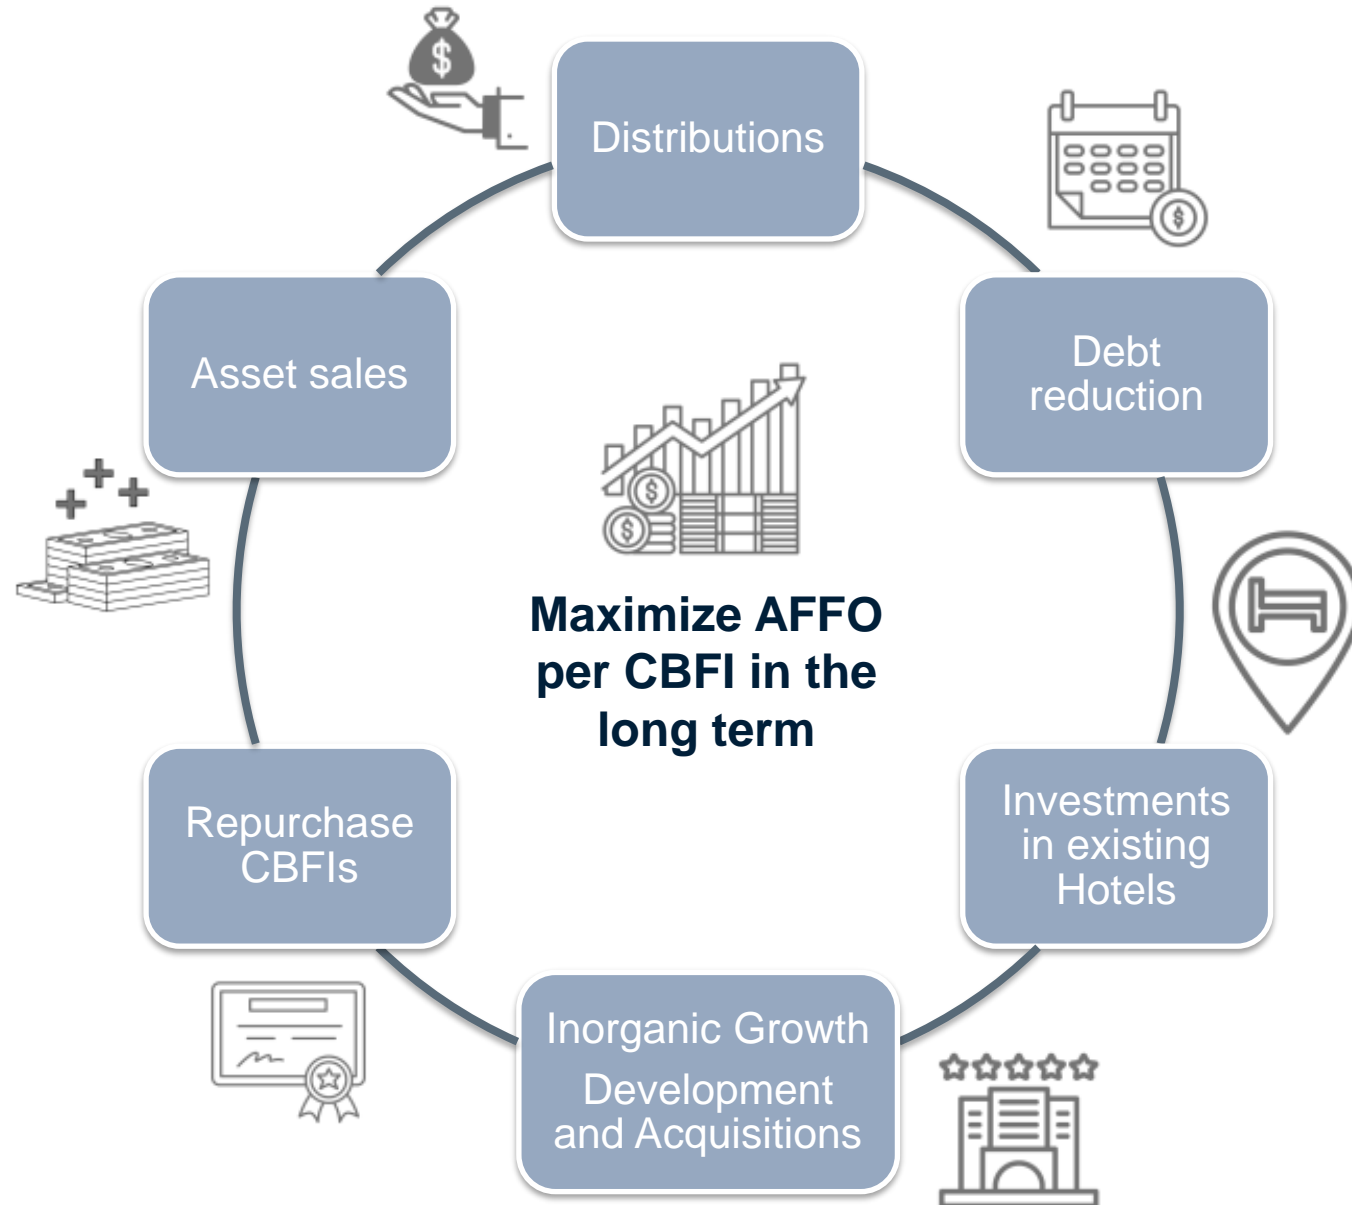 Distributions
Debt
reduction
Investments
in existing
Hotels
Inorganic Growth
Development
and Acquisitions
Repurchase
CBFIs
Asset sales
Maximize AFFO
per CBFI in the
long term
$
$
$
$